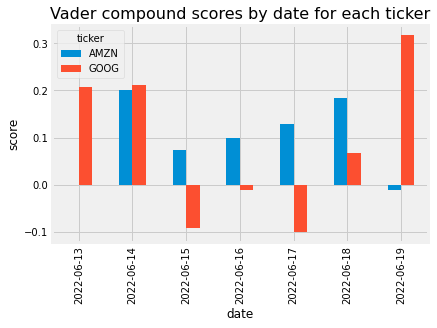 Vader compound scores by date for each ticker
ticker
AMZN
GOOG
score
0.3
0.2
0.1
0.0
−0.1
2022-06-13
2022-06-14
2022-06-15
2022-06-16
2022-06-17
2022-06-18
2022-06-19
date